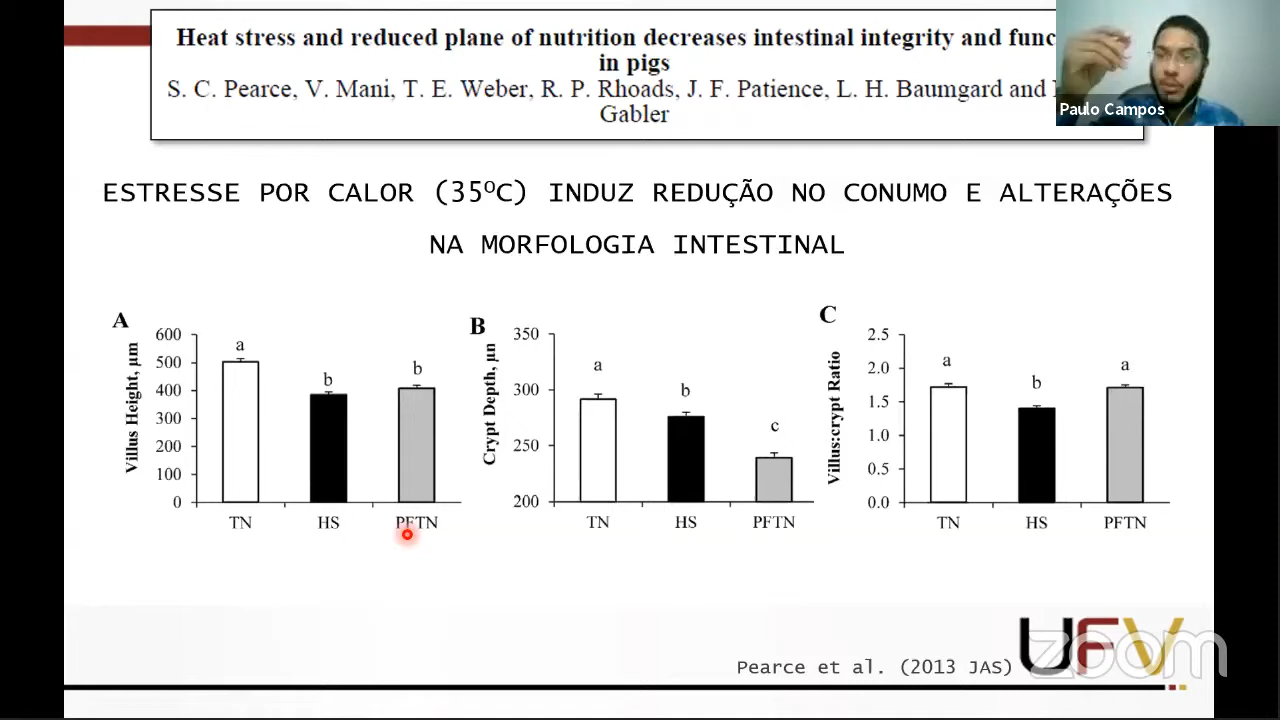 Heat stress and reduced plane of nutrition decreases intestinal integrity and func
in pigs
S. C. Pearce, V. Mani, T. E. Weber, R. P. Rhoads, J. F. Patience, L. H. Baumgard and
Gabler
Paulo Campos
ESTRESSE POR CALOR (35ºC) INDUZ REDUÇÃO NO CONUMO E ALTERAÇÕES
NA MORFOLOGIA INTESTINAL
A
Villus Height, µm
600
500
400
300
200
100
0
a
b
b
TN HS PFTN
B
Crypt Depth, µn
350
300
250
200
a
b
c
TN HS PFTN
C
Villus:crypt Ratio
2.5
2.0
1.5
1.0
0.5
0.0
a
b
a
TN HS PFTN
Pearce et al. (2013 JAS)
UFV
zoom